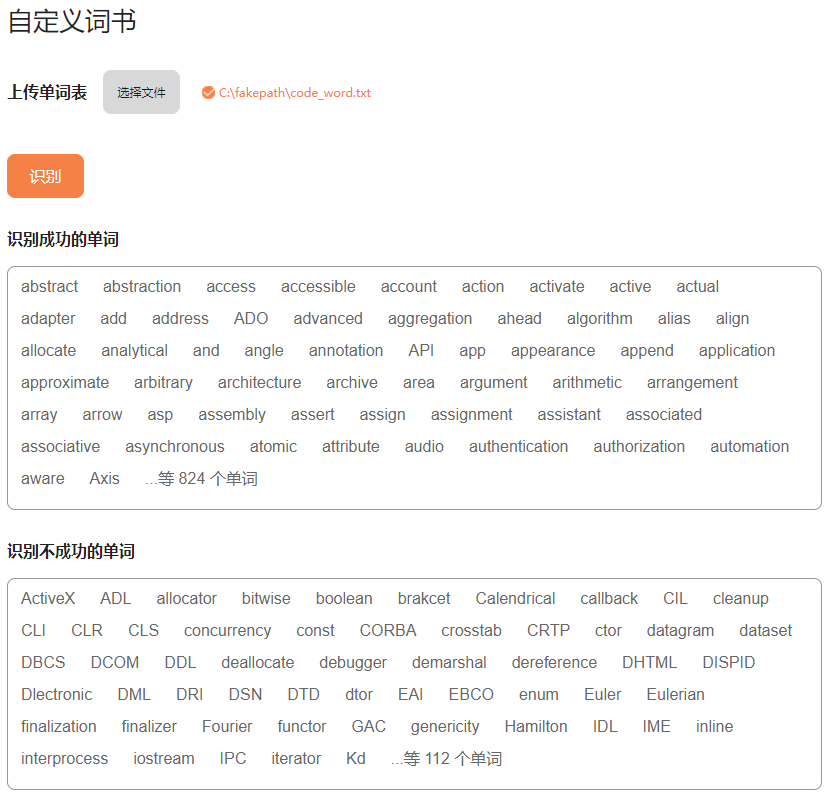 自定义词书
上传单词表 选择文件 C:\fakepath\code_word.txt
识别
识别成功的单词
abstract abstraction access accessible account action activate active actual
adapter add address ADO advanced aggregation ahead algorithm alias align
allocate analytical and angle annotation API app appearance append application
approximate arbitrary architecture archive area argument arithmetic arrangement
array arrow asp assembly assert assign assignment assistant associated
associative asynchronous atomic attribute audio authentication authorization automation
aware Axis ...等 824 个单词
识别不成功的单词
ActiveX ADL allocator bitwise boolean brakcet Calendrical callback CIL cleanup
CLI CLR CLS concurrency const CORBA crosstab CRTP ctor datagram dataset
DBCS DCOM DDL deallocate debugger demarshal dereference DHTML DISPID
Dlectronic DML DRI DSN DTD dtor EAI EBCO enum Euler Eulerian
finalization finalizer Fourier functor GAC genericity Hamilton IDL IME inline
interprocess iostream IPC iterator Kd ...等 112 个单词